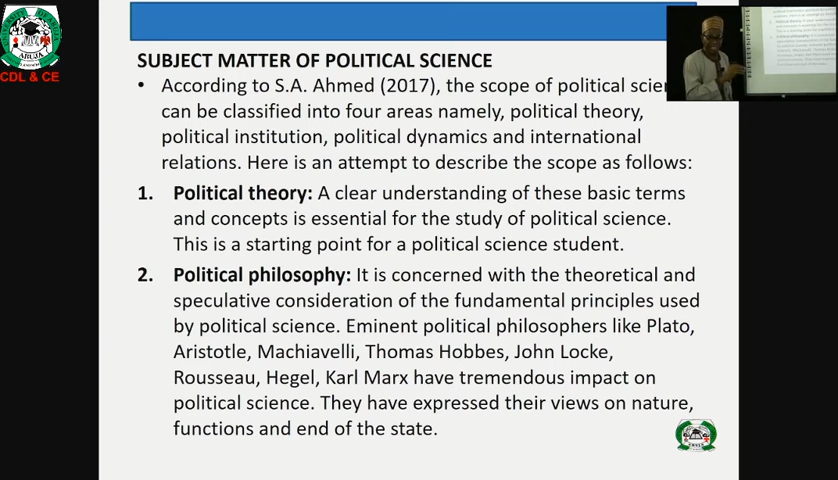 SUBJECT MATTER OF POLITICAL SCIENCE
• According to S.A. Ahmed (2017), the scope of political scien
can be classified into four areas namely, political theory,
political institution, political dynamics and international
relations. Here is an attempt to describe the scope as follows:
1. Political theory: A clear understanding of these basic terms
and concepts is essential for the study of political science.
This is a starting point for a political science student.
2. Political philosophy: It is concerned with the theoretical and
speculative consideration of the fundamental principles used
by political science. Eminent political philosophers like Plato,
Aristotle, Machiavelli, Thomas Hobbes, John Locke,
Rousseau, Hegel, Karl Marx have tremendous impact on
political science. They have expressed their views on nature,
functions and end of the state.
ABUJA
CDL & CE